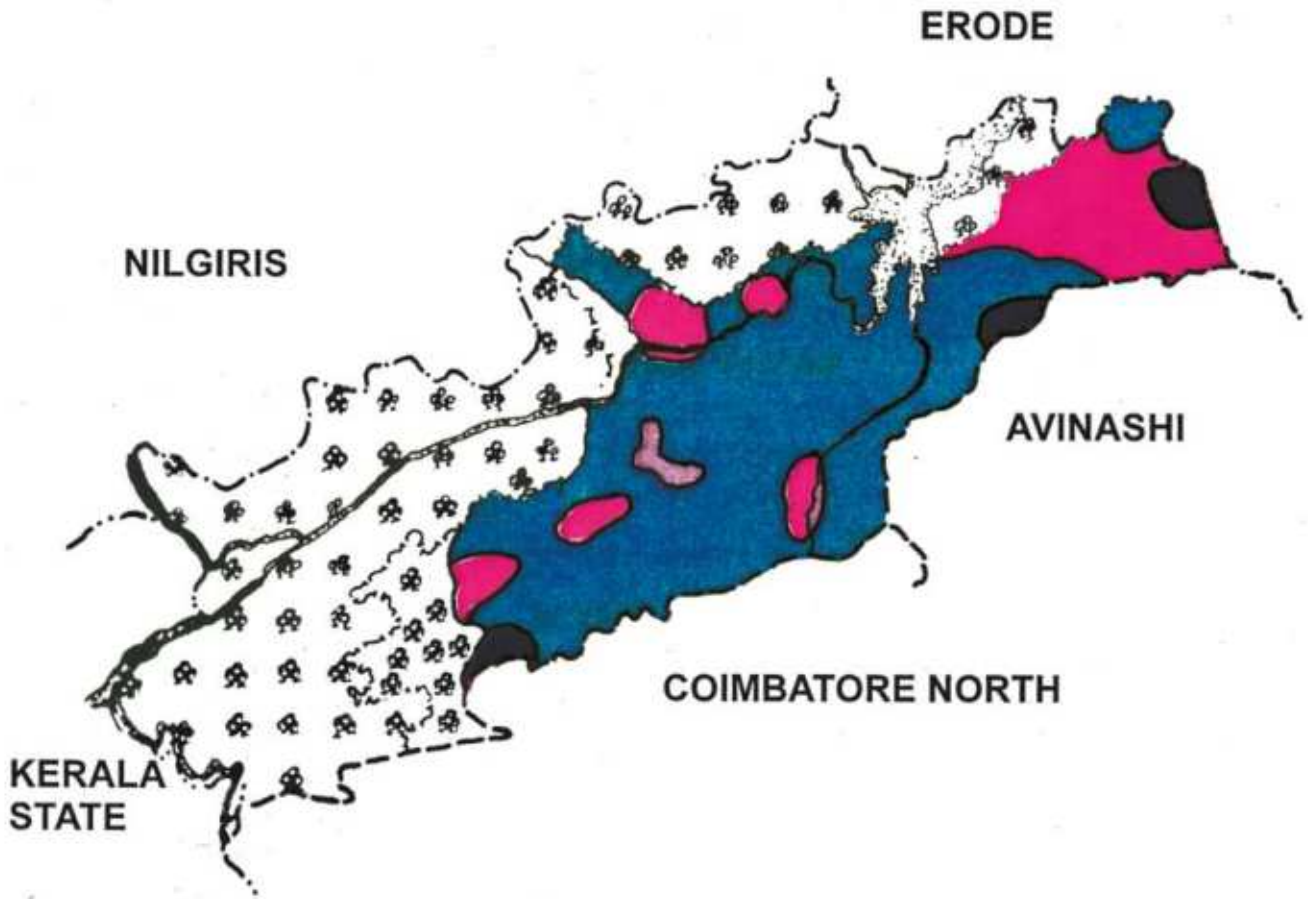 ERODE
NILGIRIS
AVINASHI
COIMBATORE NORTH
KERALA
STATE